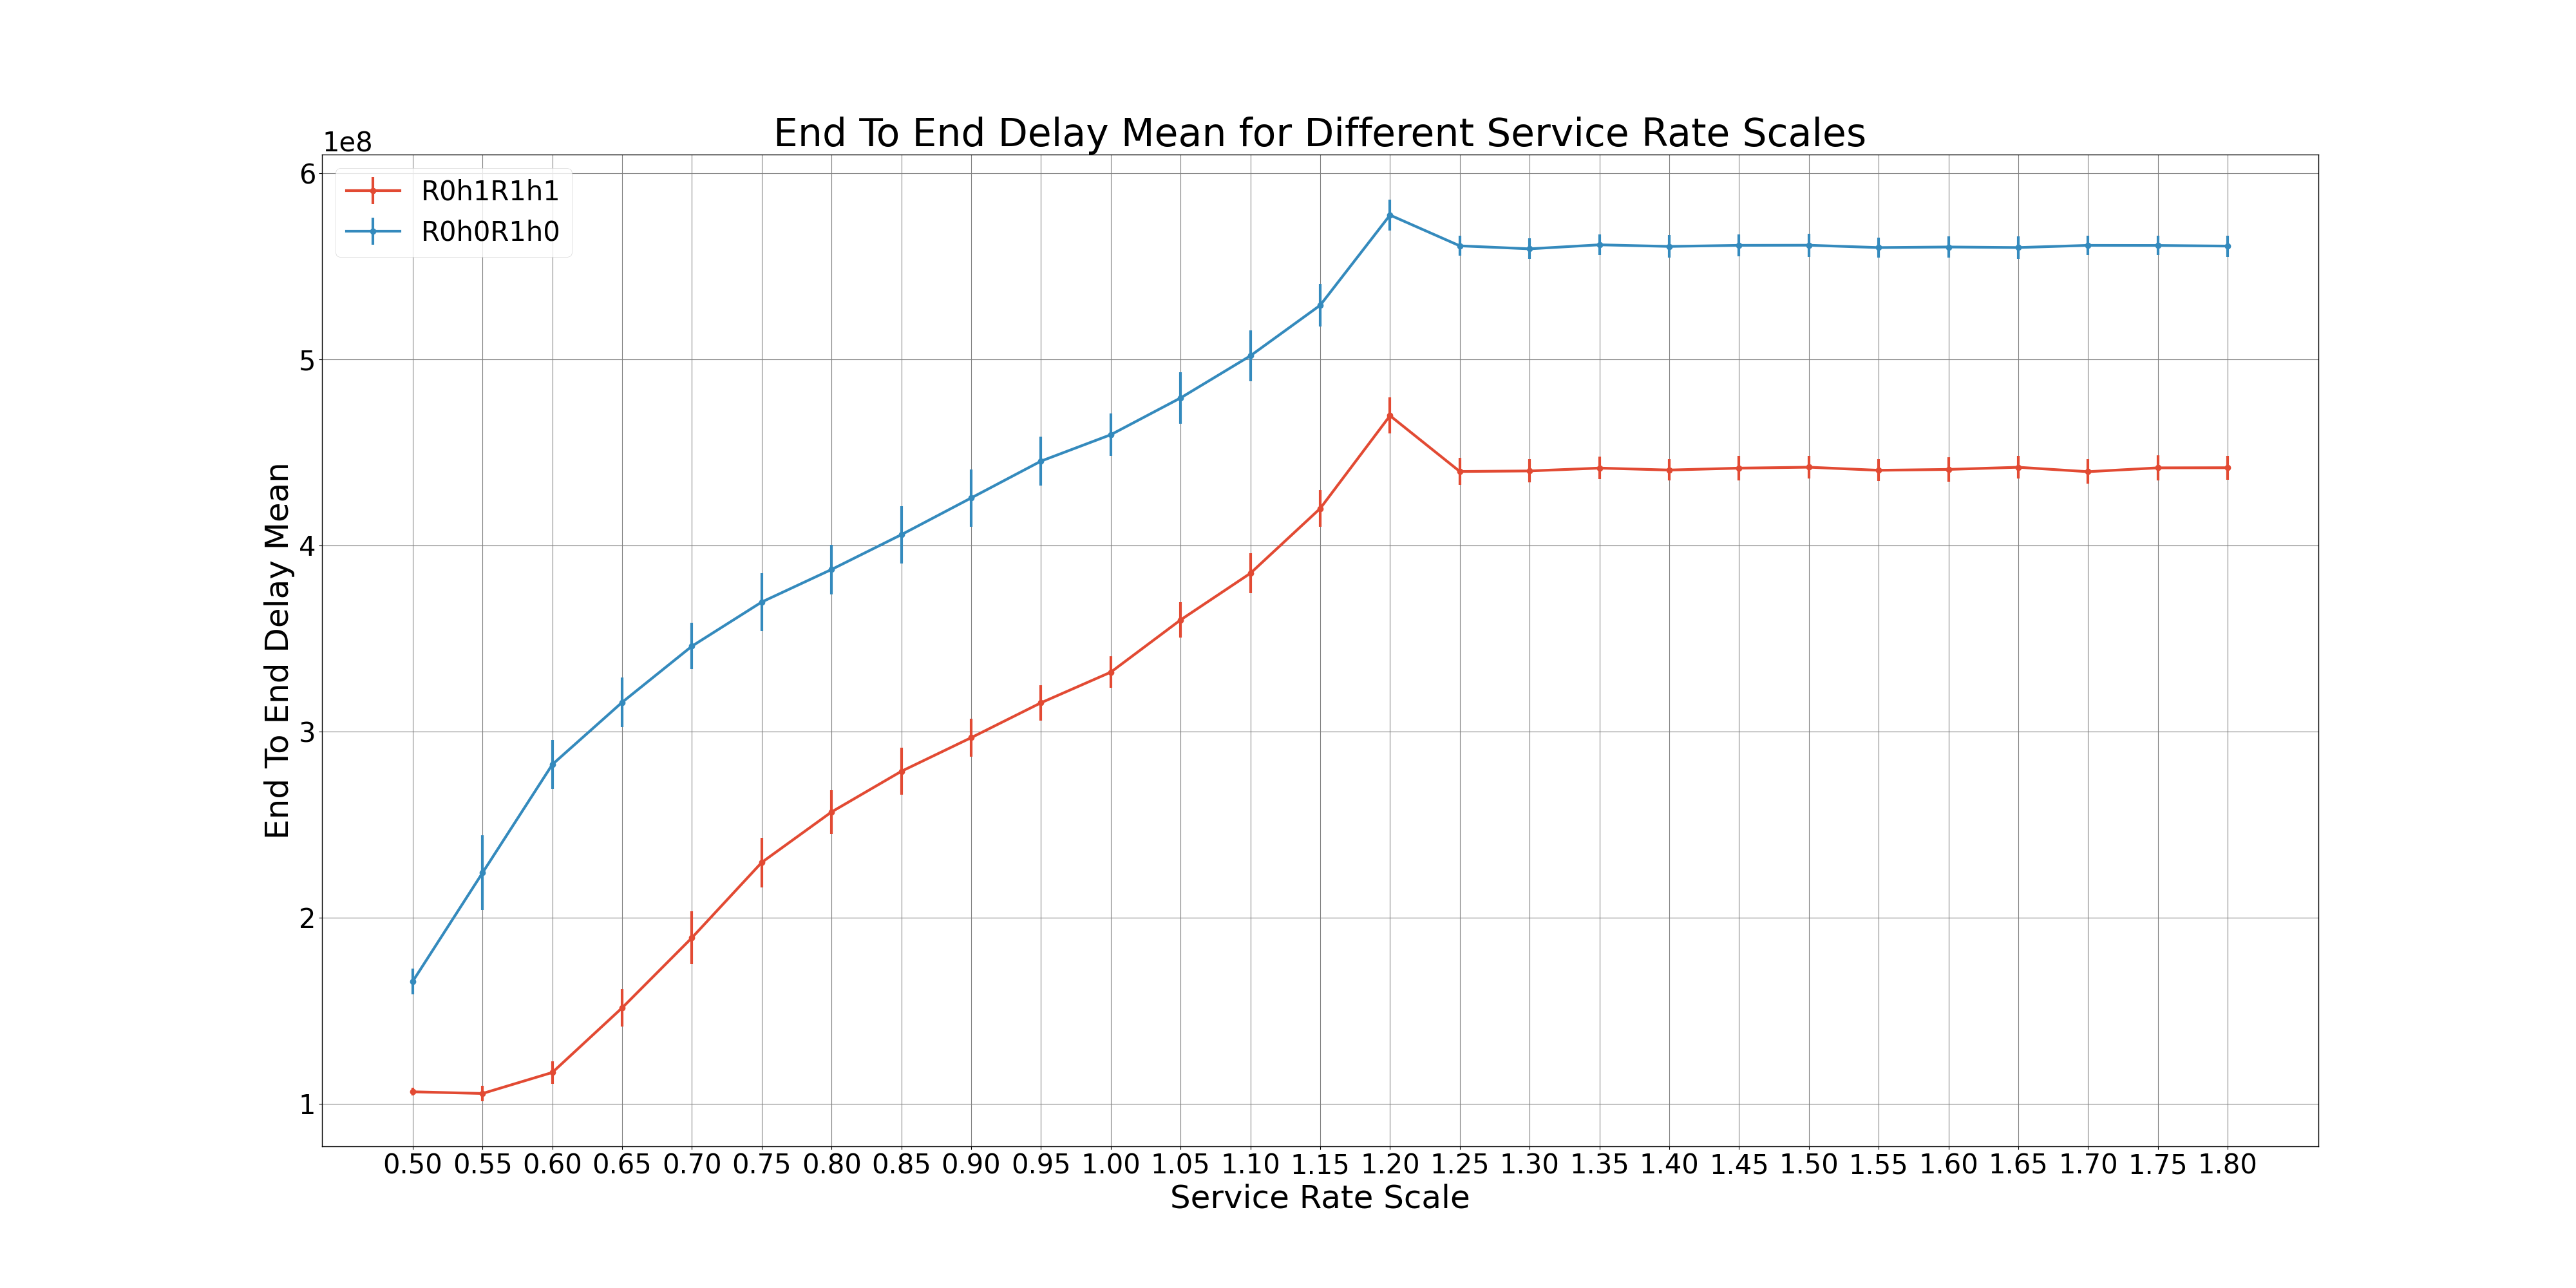 End To End Delay Mean for Different Service Rate Scales
1e8
R0h1R1h1
R0h0R1h0
6
5
4
3
2
1
End To End Delay Mean
0.50 0.55 0.60 0.65 0.70 0.75 0.80 0.85 0.90 0.95 1.00 1.05 1.10 1.15 1.20 1.25 1.30 1.35 1.40 1.45 1.50 1.55 1.60 1.65 1.70 1.75 1.80
Service Rate Scale